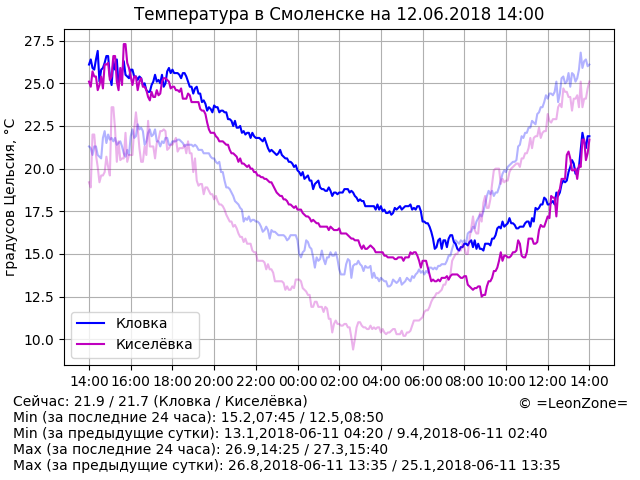 Температура в Смоленске на 12.06.2018 14:00
градусов Цельсия, °C
27.5
25.0
22.5
20.0
17.5
15.0
12.5
10.0
Кловка
Киселёвка
14:00 16:00 18:00 20:00 22:00 00:00 02:00 04:00 06:00 08:00 10:00 12:00 14:00
Сейчас: 21.9 / 21.7 (Кловка / Киселёвка)
© =LeonZone=
Min (за последние 24 часа): 15.2,07:45 / 12.5,08:50
Min (за предыдущие сутки): 13.1,2018-06-11 04:20 / 9.4,2018-06-11 02:40
Max (за последние 24 часа): 26.9,14:25 / 27.3,15:40
Max (за предыдущие сутки): 26.8,2018-06-11 13:35 / 25.1,2018-06-11 13:35